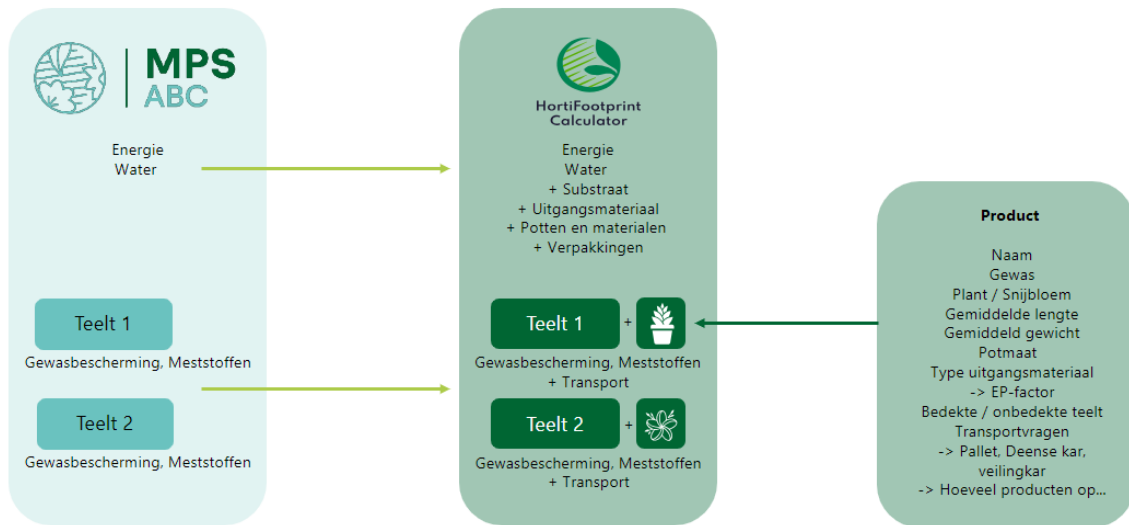 MPS
ABC
Energie
Water
Teelt 1
Gewasbescherming, Meststoffen
Teelt 2
Gewasbescherming, Meststoffen
HortiFootprint
Calculator
Energie
Water
+ Substraat
+ Uitgangsmateriaal
+ Potten en materialen
+ Verpakkingen
Teelt 1 +
Gewasbescherming, Meststoffen
+ Transport
Teelt 2 +
Gewasbescherming, Meststoffen
+ Transport
Product
Naam
Gewas
Plant / Snijbloem
Gemiddelde lengte
Gemiddeld gewicht
Potmaat
Type uitgangsmateriaal
-> EP-factor
Bedekte / onbedekte teelt
Transportvragen
-> Pallet, Deense kar,
veilingkar
-> Hoeveel producten op...